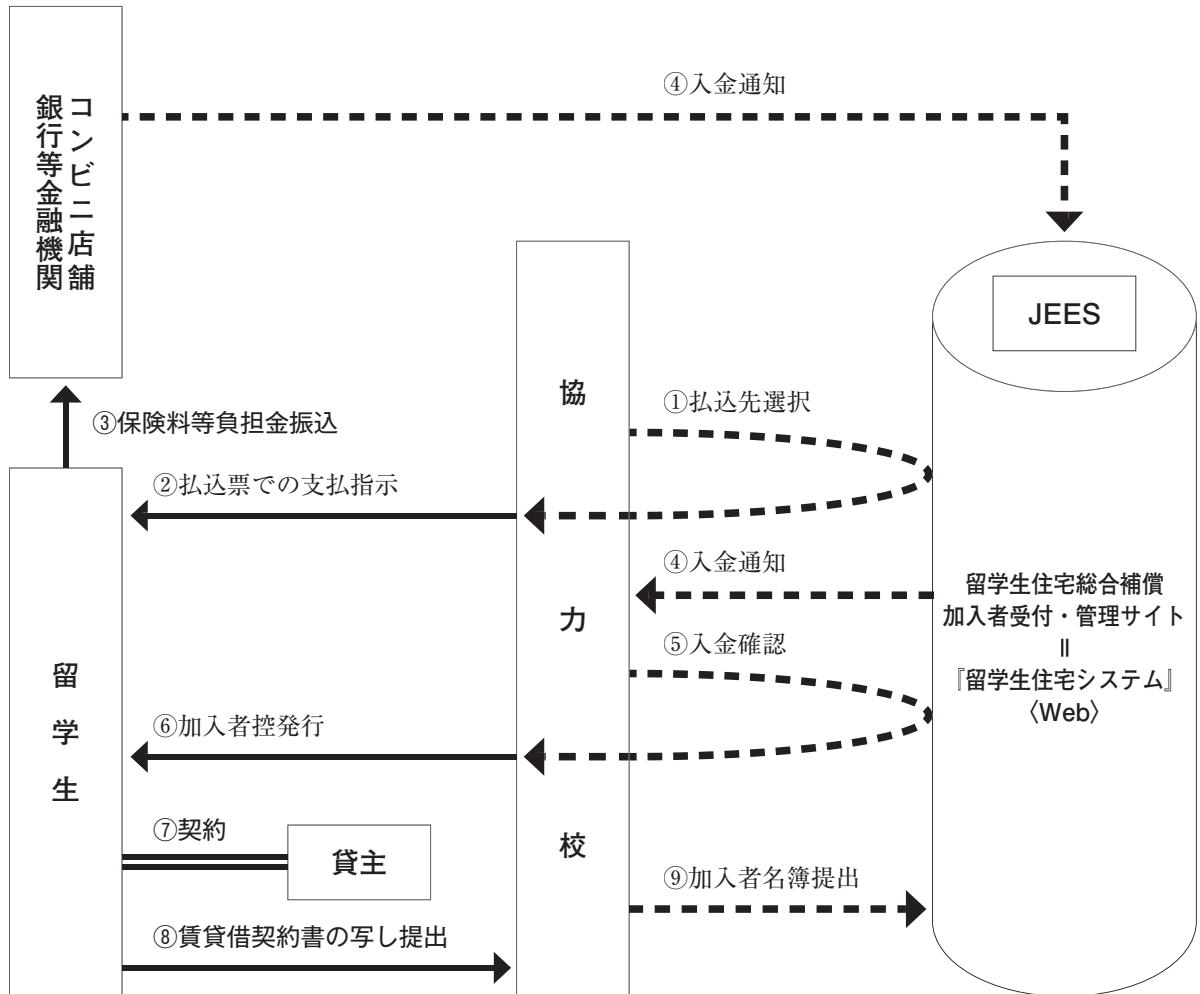 コンビニ店舗
銀行等金融機関
④入金通知
JEES
協力校
①払込先選択
③保険料等負担金振込
②払込票での支払指示
④入金通知
留学生住宅総合補償
加入者受付・管理サイト
॥
『留学生住宅システム』
〈Web〉
⑤入金確認
留学生
⑥加入者控発行
⑦契約
貸主
⑨加入者名簿提出
⑧賃貸借契約書の写し提出